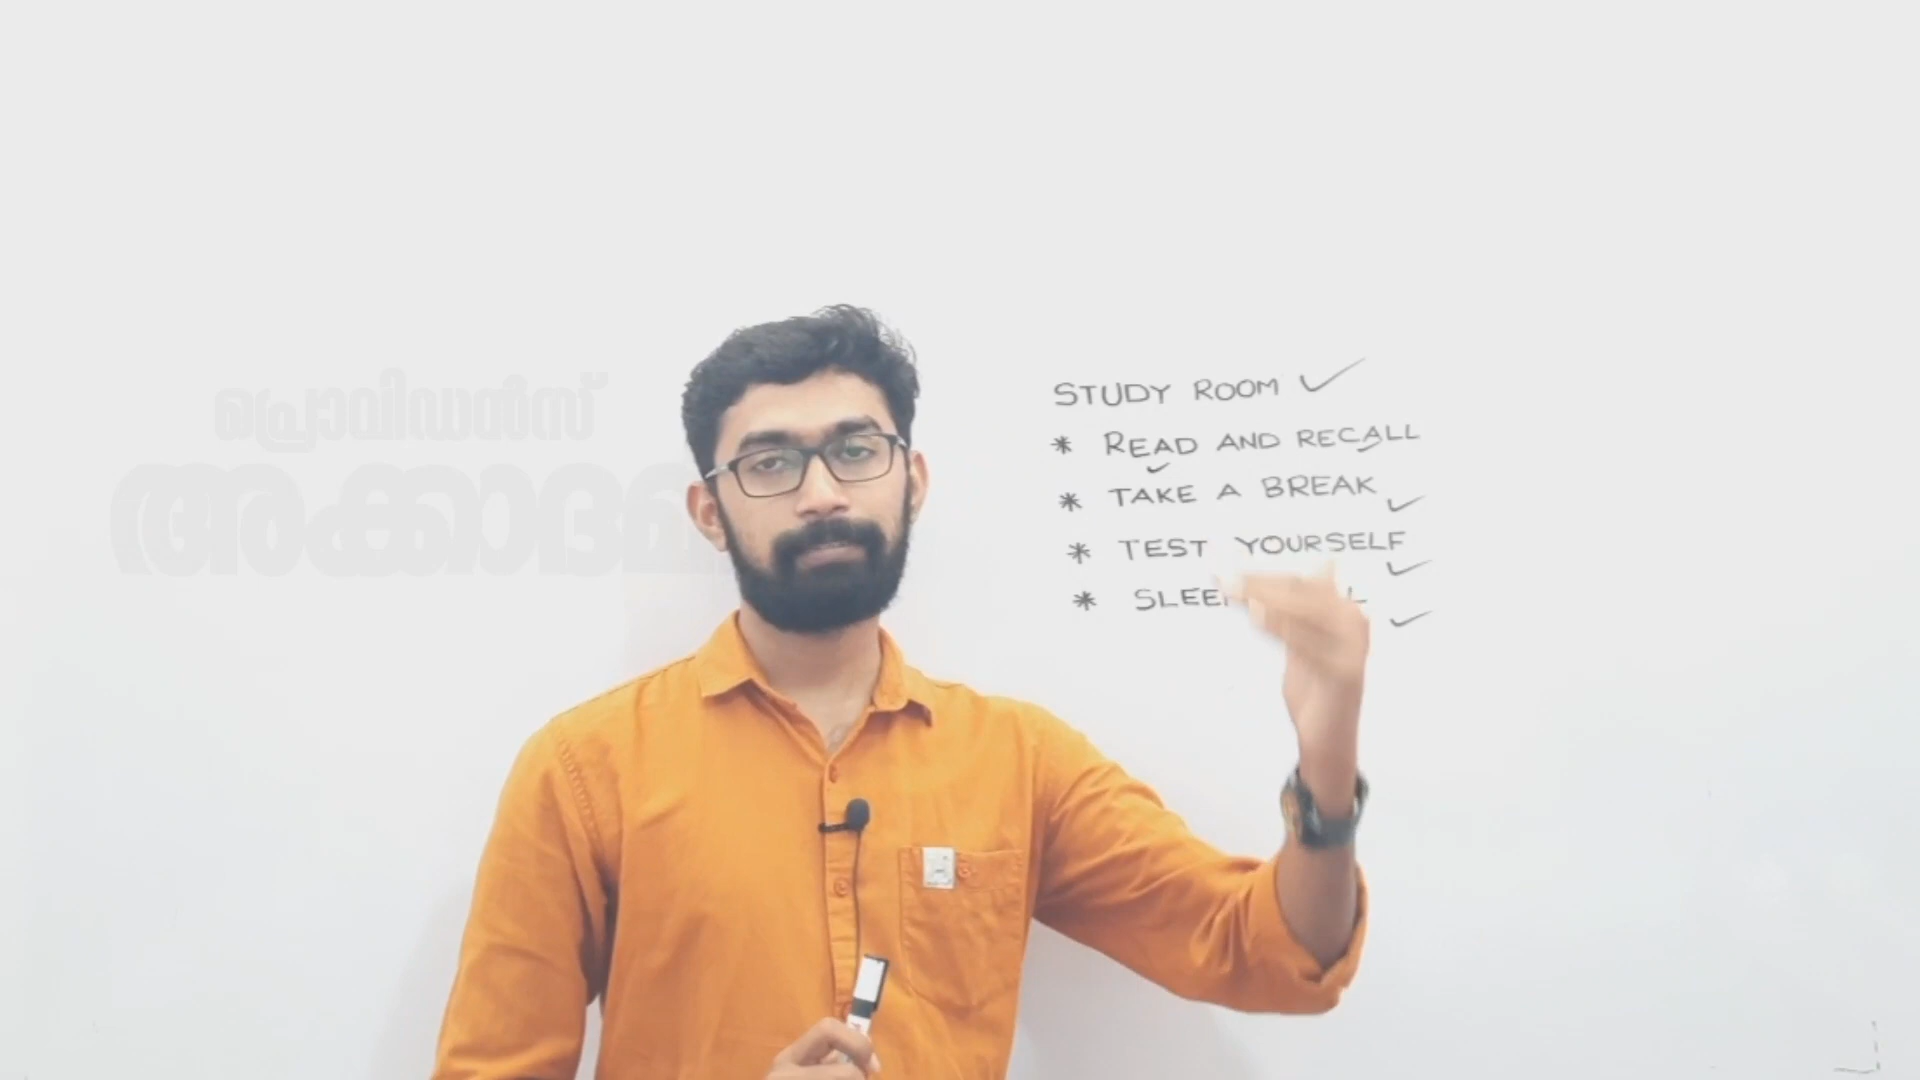 പ്രൊവിഡൻസ്
STUDY ROOM
* READ AND RECALL
* TAKE A BREAK
* TEST YOURSELF
*